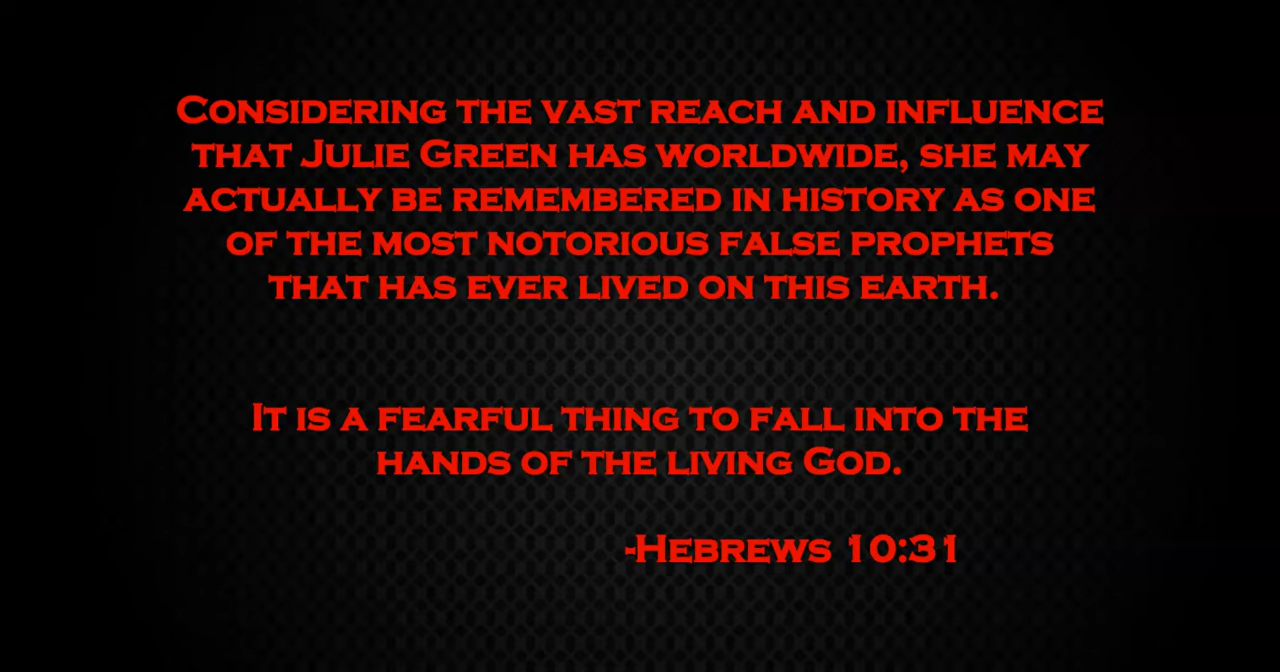 Considering the vast reach and influence
that Julie Green has worldwide, she may
actually be remembered in history as one
of the most notorious false prophets
that has ever lived on this earth.
It is a fearful thing to fall into the
hands of the living God.
-Hebrews 10:31